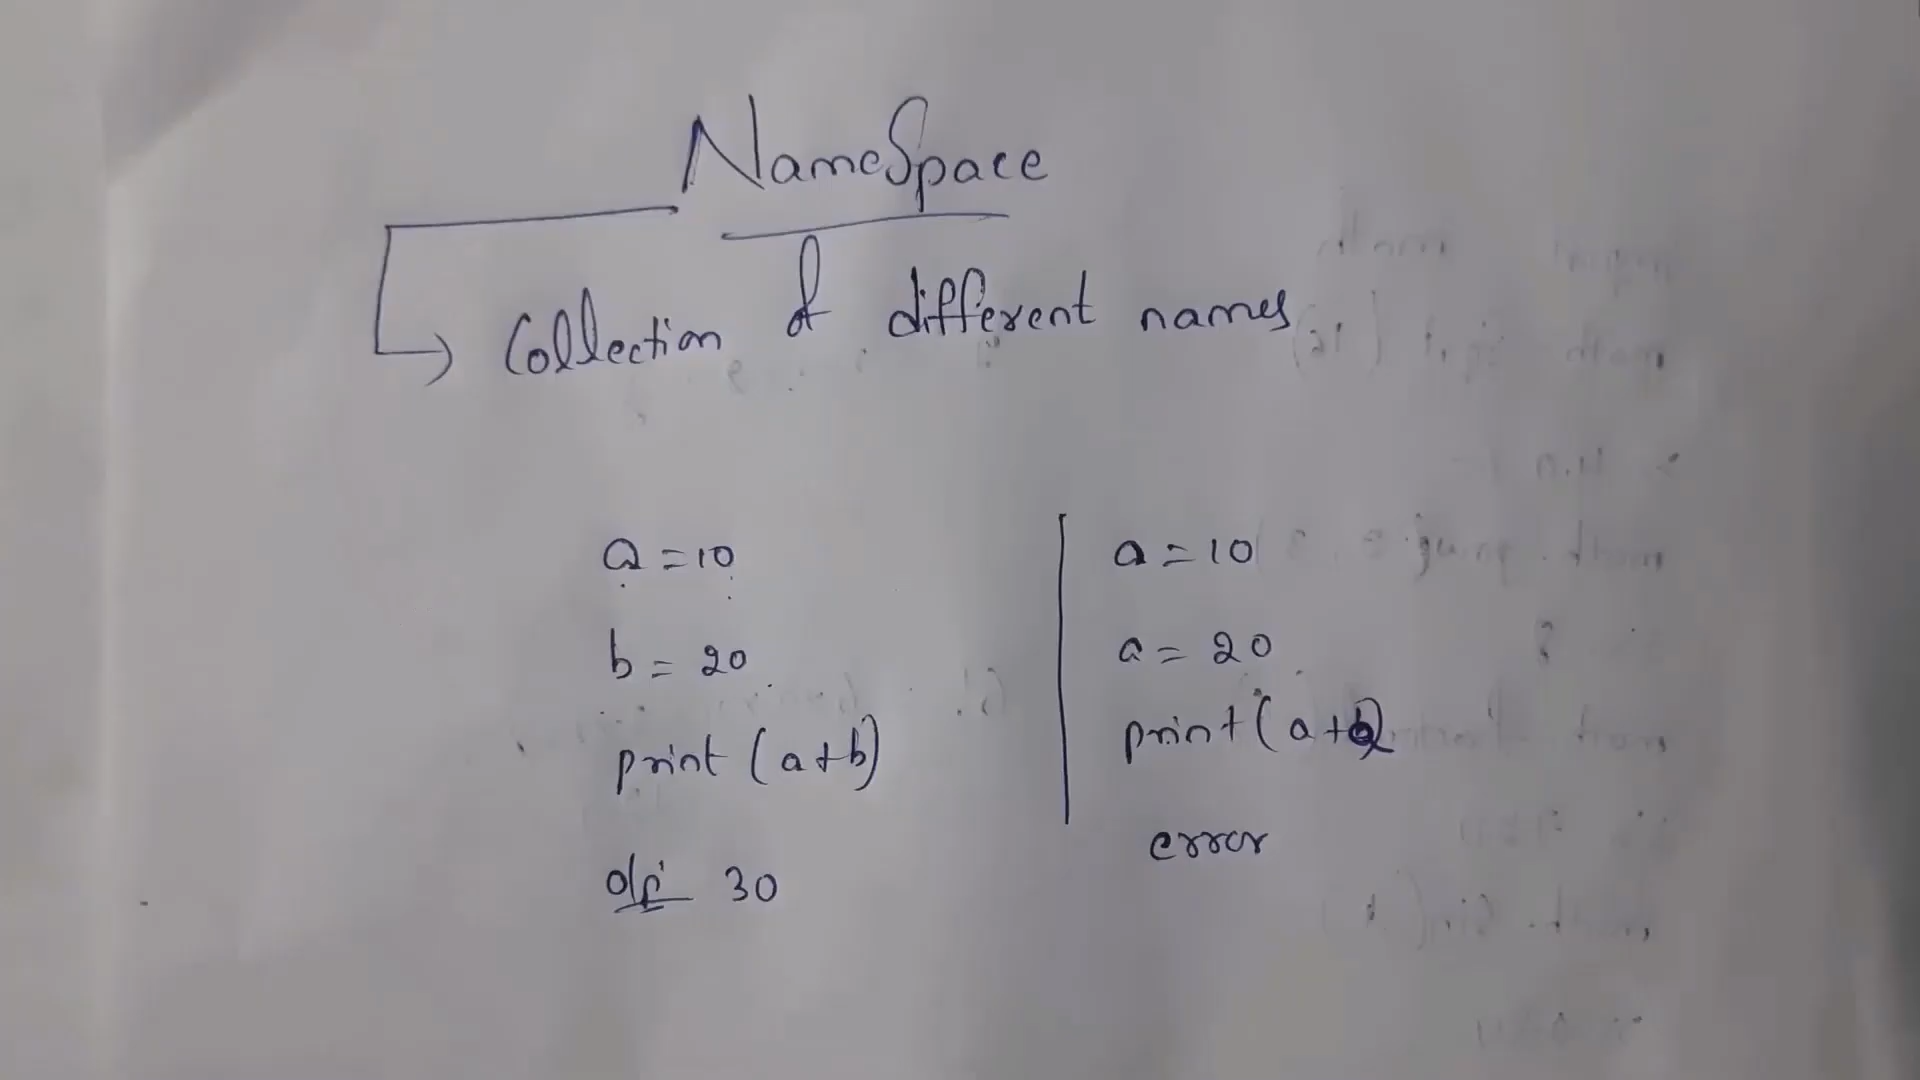 NameSpace
Collection of different names
a = 10
b = 20
print (a+b)
o/p 30
a = 10
a = 20
print (a+
error